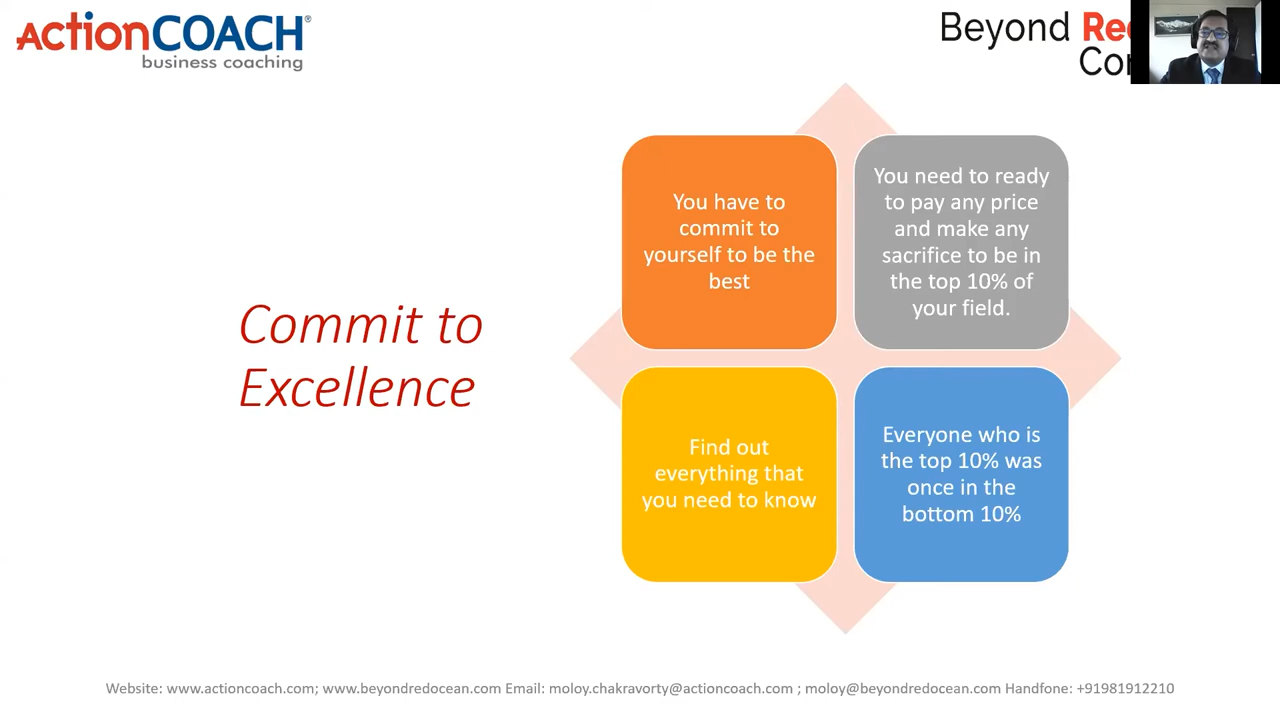 actionCOACH®
business coaching
Beyond
Commit to
Excellence
You have to
commit to
yourself to be the
best
You need to ready
to pay any price
and make any
sacrifice to be in
the top 10% of
your field.
Find out
everything that
you need to know
Everyone who is
the top 10% was
once in the
bottom 10%
Website: www.actioncoach.com; www.beyondredocean.com Email: moloy.chakravorty@actioncoach.com ; moloy@beyondredocean.com Handfone: +91981912210